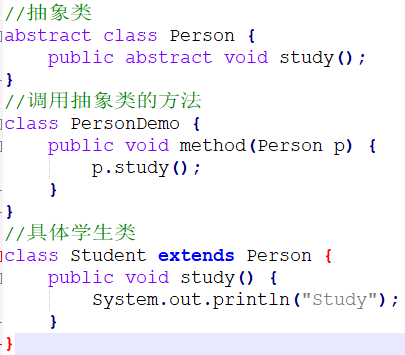 //抽象类
abstract class Person {
    public abstract void study();
}
//调用抽象类的方法
class PersonDemo {
    public void method(Person p) {
        p.study();
    }
}
//具体学生类
class Student extends Person {
    public void study() {
        System.out.println("Study");
    }
}